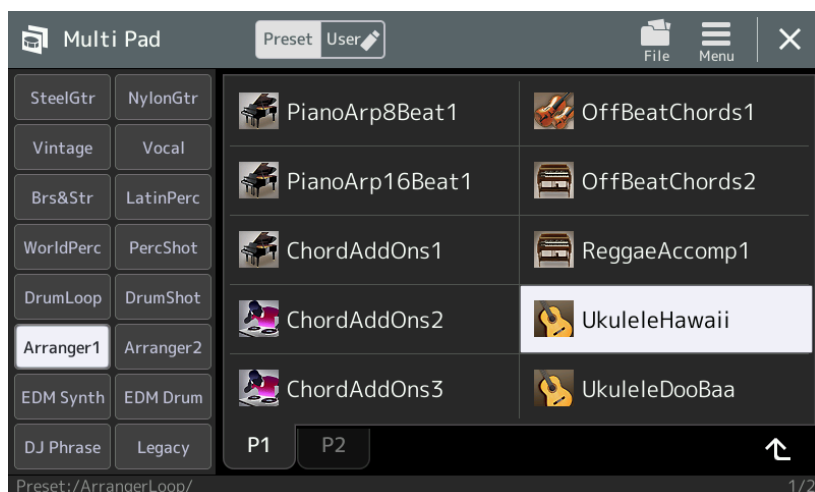 Multi Pad
Preset User
File
Menu
SteelGtr NylonGtr
Vintage Vocal
Brs&Str LatinPerc
WorldPerc PercShot
DrumLoop DrumShot
Arranger1 Arranger2
EDM Synth EDM Drum
DJ Phrase Legacy
PianoArp8Beat1 OffBeatChords1
PianoArp16Beat1 OffBeatChords2
ChordAddOns1 ReggaeAccomp1
ChordAddOns2 UkuleleHawaii
ChordAddOns3 UkuleleDooBaa
P1 P2
Preset:/ArrangerLoop/ 1/2